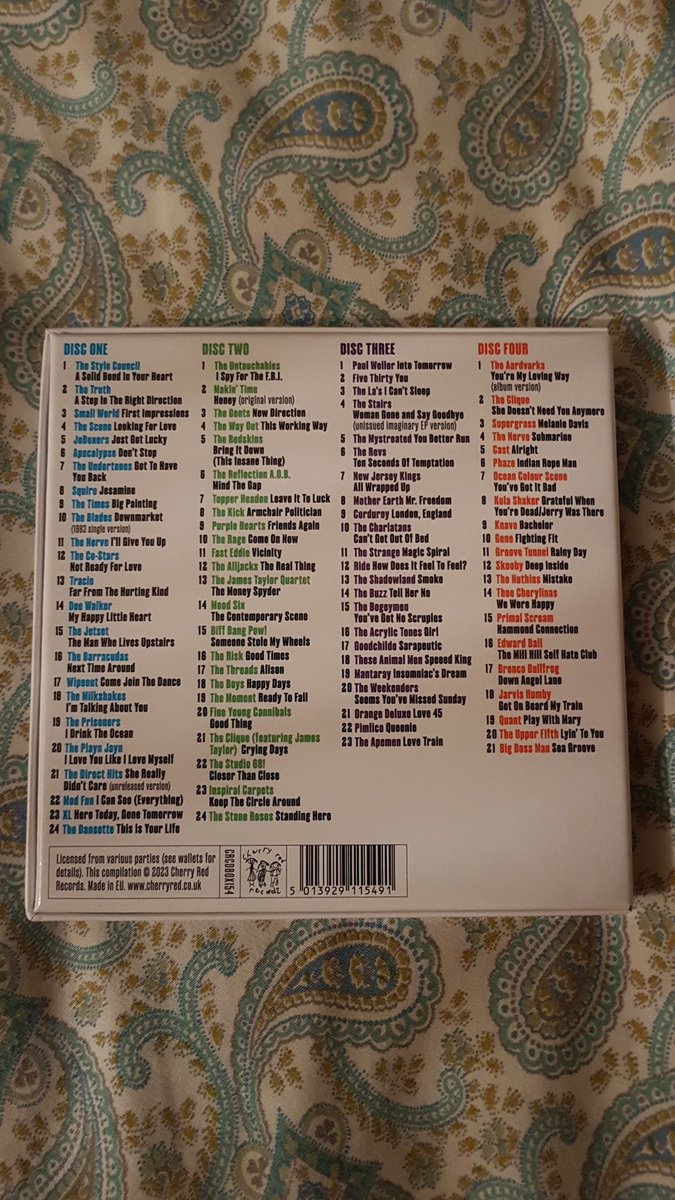 DISC ONE
1 The Style Council
A Solid Bond in Your Heart
2 The Truth
A Step In The Right Direction
3 Small World First Impressions
4 The Scene Looking For Love
5 JoBoxers Just Got Lucky
6 Apocalypse Don't Stop
7 The Undertones Got To Have
You Back
8 Squire Jesamine
9 The Times Big Painting
10 The Blades Downmarket
(1983 single version)
11 The Nerve I'll Give You Up
12 The Co-Stars
Not Ready For Love
13 Tracie
Far From The Hurting Kind
14 Dee Walker
My Happy Little Heart
15 The Jetset
The Man Who Lives Upstairs
16 The Barracudas
Next Time Around
17 Wipeout Come Join The Dance
18 The Milkshakes
I'm Talking About You
19 The Prisoners
I Drink The Ocean
20 The Playn Jayn
I Love You Like I Love Myself
21 The Direct Hits She Really
Didn't Care (unreleased version)
22 Mod Fun I Can See (Everything)
23 XL Here Today, Gone Tomorrow
24 The Dansette This Is Your Life
DISC TWO
1 The Untouchables
I Spy For The F.B.I.
2 Makin' Time
Honey (original version)
3 The Gents New Direction
4 The Way Out This Working Way
5 The Redskins
Bring It Down
(This Insane Thing)
6 The Reflection A.O.B.
Mind The Gap
7 Topper Headon Leave It To Luck
8 The Kick Armchair Politician
9 Purple Hearts Friends Again
10 The Rage Come On Now
11 Fast Eddie Vicinity
12 The Alljacks The Real Thing
13 The James Taylor Quartet
The Money Spyder
14 Mood Six
The Contemporary Scene
15 Biff Bang Pow!
Someone Stole My Wheels
16 The Risk Good Times
17 The Threads Alison
18 The Boys Happy Days
19 The Moment Ready To Fall
20 Fine Young Cannibals
Good Thing
21 The Clique (featuring James
Taylor) Crying Days
22 The Studio 68!
Closer Than Close
23 Inspiral Carpets
Keep The Circle Around
24 The Stone Roses Standing Here
DISC THREE
1 Paul Weller Into Tomorrow
2 Five Thirty You
3 The La's I Can't Sleep
4 The Stairs
Woman Gone and Say Goodbye
(unissued imaginary EP version)
5 The Mystreated You Better Run
6 The Revs
Ten Seconds Of Temptation
7 New Jersey Kings
All Wrapped Up
8 Mother Earth Mr. Freedom
9 Corduroy London, England
10 The Charlatans
Can't Get Out Of Bed
11 The Strange Magic Spiral
12 Ride How Does It Feel To Feel?
13 The Shadowland Smoke
14 The Buzz Tell Her No
15 The Bogeymen
You've Got No Scruples
16 The Acrylic Tones Girl
17 Goodchilde Sarapeutic
18 These Animal Men Speeed King
19 Mantaray Insomniac's Dream
20 The Weekenders
Seems You've Missed Sunday
21 Orange Deluxe Love 45
22 Pimlico Queenie
23 The Apemen Love Train
DISC FOUR
1 The Aardvarks
You're My Loving Way
(album version)
2 The Clique
She Doesn't Need You Anymore
3 Supergrass Melanie Davis
4 The Nerve Submarine
5 Cast Alright
6 Phaze Indian Rope Man
7 Ocean Colour Scene
You've Got It Bad
8 Kula Shaker Grateful When
You're Dead/Jerry Was There
9 Knave Bachelor
10 Gene Fighting Fit
11 Groove Tunnel Rainy Day
12 Skooby Deep Inside
13 The Nuthins Mistake
14 Thee Cherylinas
We Were Happy
15 Primal Scream
Hammond Connection
16 Edward Ball
The Mill Hill Self Hate Club
17 Bronco Bullfrog
Down Angel Lane
18 Jarvis Humby
Get On Board My Train
19 Quant Play With Mary
20 The Upper Fifth Lyin' To You
21 Big Boss Man Sea Groove
Licensed from various parties (see wallets for
details). This compilation © 2023 Cherry Red
Records. Made in EU. www.cherryred.co.uk
CRCDBOX154
cherry red
records
5 013929 115491